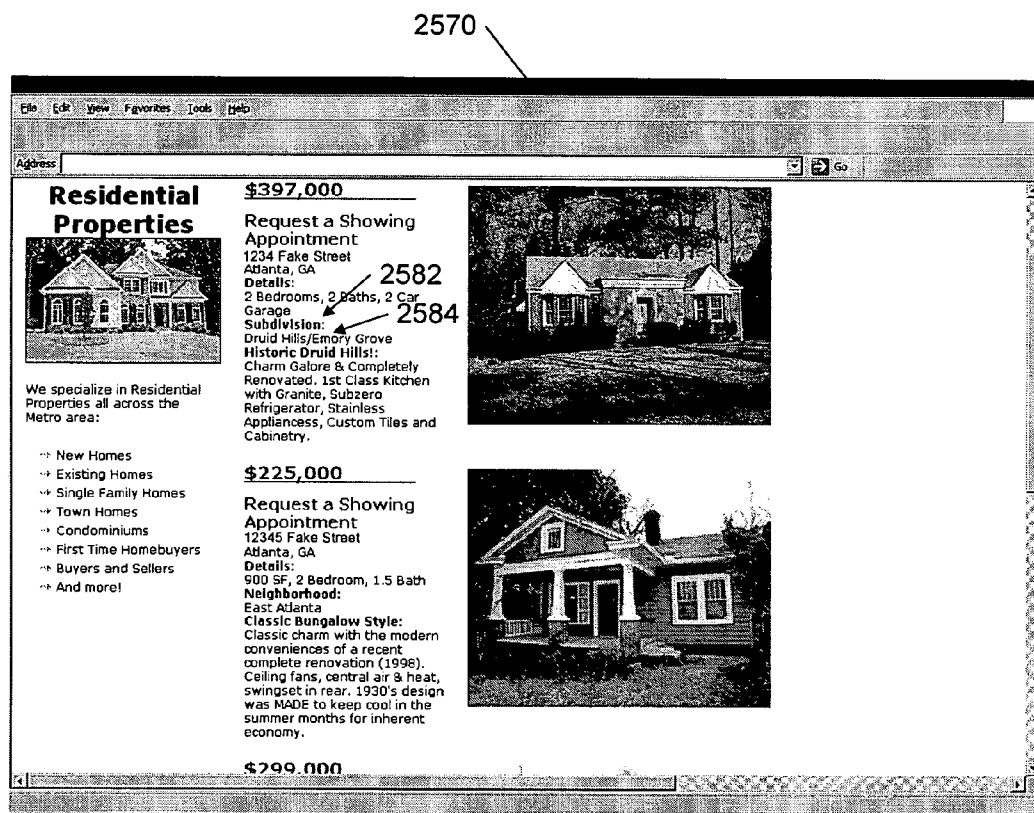 2570
File Edit View Favorites Tools Help
Address
Go
Residential
Properties
We specialize in Residential
Properties all across the
Metro area:
New Homes
Existing Homes
Single Family Homes
Town Homes
Condominiums
First Time Homebuyers
Buyers and Sellers
And more!
$397,000
Request a Showing
Appointment
1234 Fake Street
Atlanta, GA
Details:
2 Bedrooms, 2 Baths, 2 Car
Garage
Subdivision:
Druid Hills/Emory Grove
Historic Druid Hills!:
Charm Galore & Completely
Renovated. 1st Class Kitchen
with Granite, Subzero
Refrigerator, Stainless
Appliancess, Custom Tiles and
Cabinetry.
2582
2584
$225,000
Request a Showing
Appointment
12345 Fake Street
Atlanta, GA
Details:
900 SF, 2 Bedroom, 1.5 Bath
Neighborhood:
East Atlanta
Classic Bungalow Style:
Classic charm with the modern
conveniences of a recent
complete renovation (1998).
Ceiling fans, central air & heat,
swingset in rear. 1930's design
was MADE to keep cool in the
summer months for inherent
economy.
$299,000